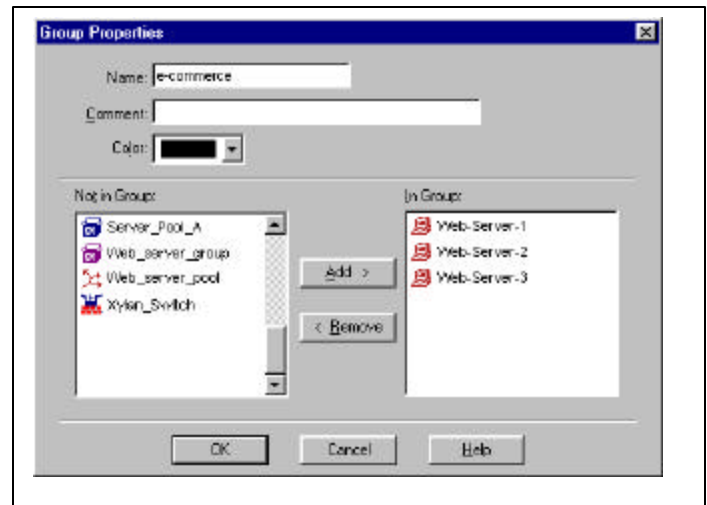 Group Properties
Name: e-commerce
Comment:
Color:
Not in Group:
Server_Pool_A
Web_server_group
Web_server_pool
Xylan_Switch
Add >
< Remove
In Group:
Web-Server-1
Web-Server-2
Web-Server-3
OK
Cancel
Help